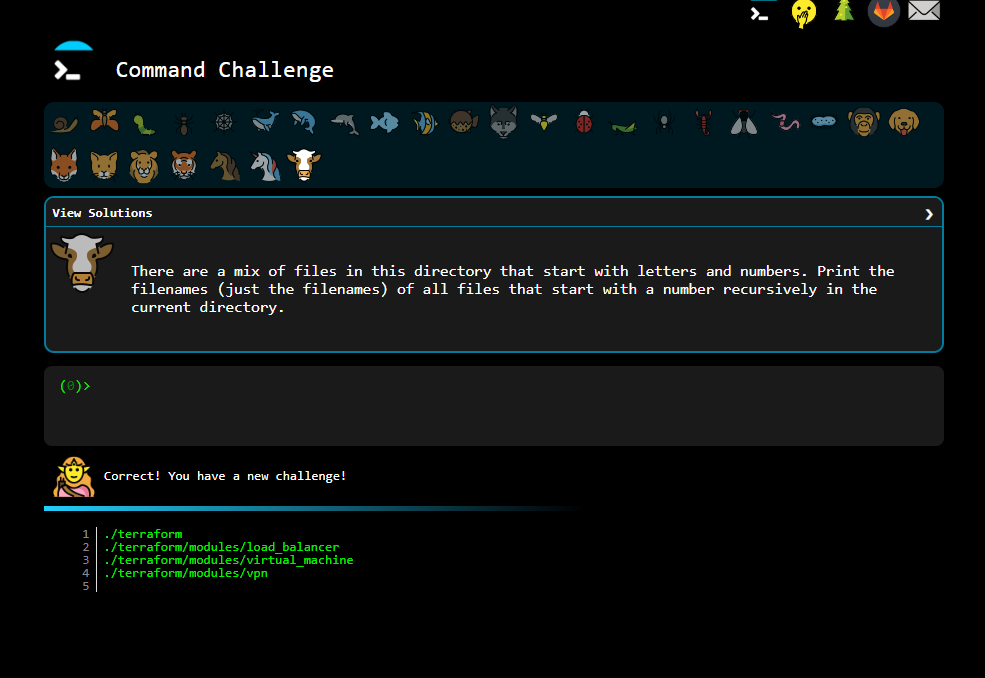 Command Challenge
View Solutions
There are a mix of files in this directory that start with letters and numbers. Print the
filenames (just the filenames) of all files that start with a number recursively in the
current directory.
(0)>
Correct! You have a new challenge!
1 ./terraform
2 ./terraform/modules/load_balancer
3 ./terraform/modules/virtual_machine
4 ./terraform/modules/vpn
5